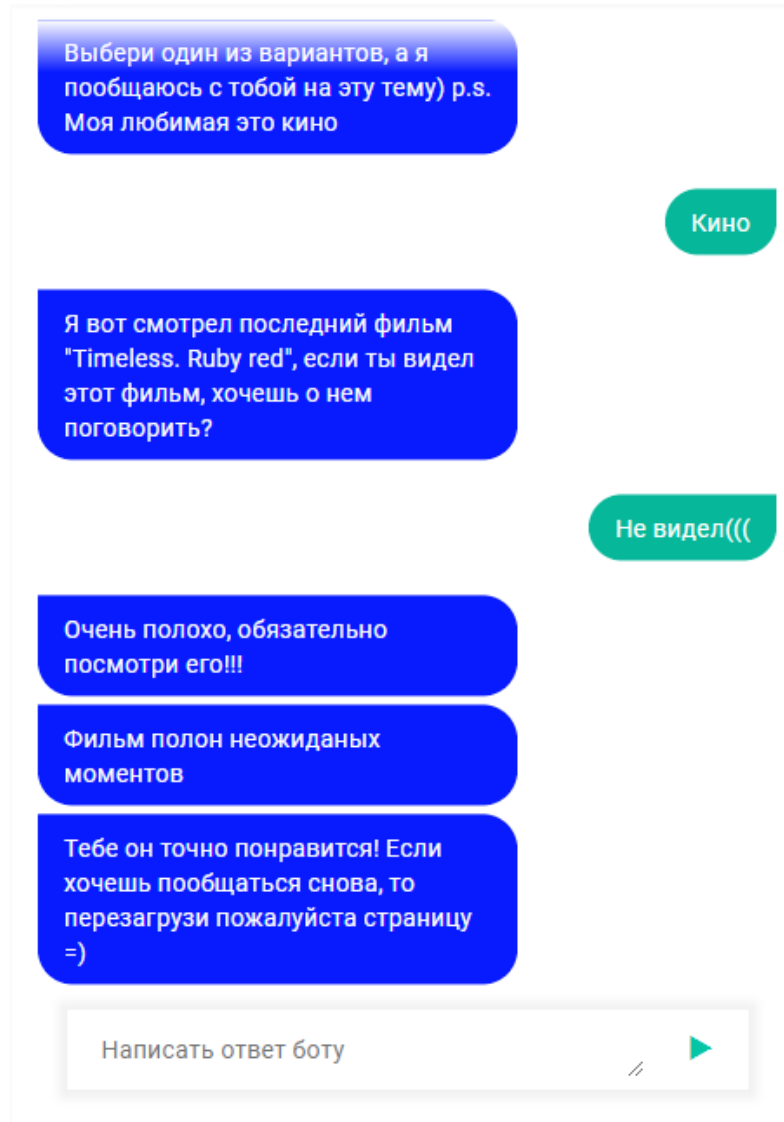 Выбери один из вариантов, а я
пообщаюсь с тобой на эту тему) p.s.
Моя любимая это кино
Кино
Я вот смотрел последний фильм
"Timeless. Ruby red", если ты видел
этот фильм, хочешь о нем
поговорить?
Не видел(((
Очень полохо, обязательно
посмотри его!!!
Фильм полон неожиданых
моментов
Тебе он точно понравится! Если
хочешь пообщаться снова, то
перезагрузи пожалуйста страницу
=)
Написать ответ боту